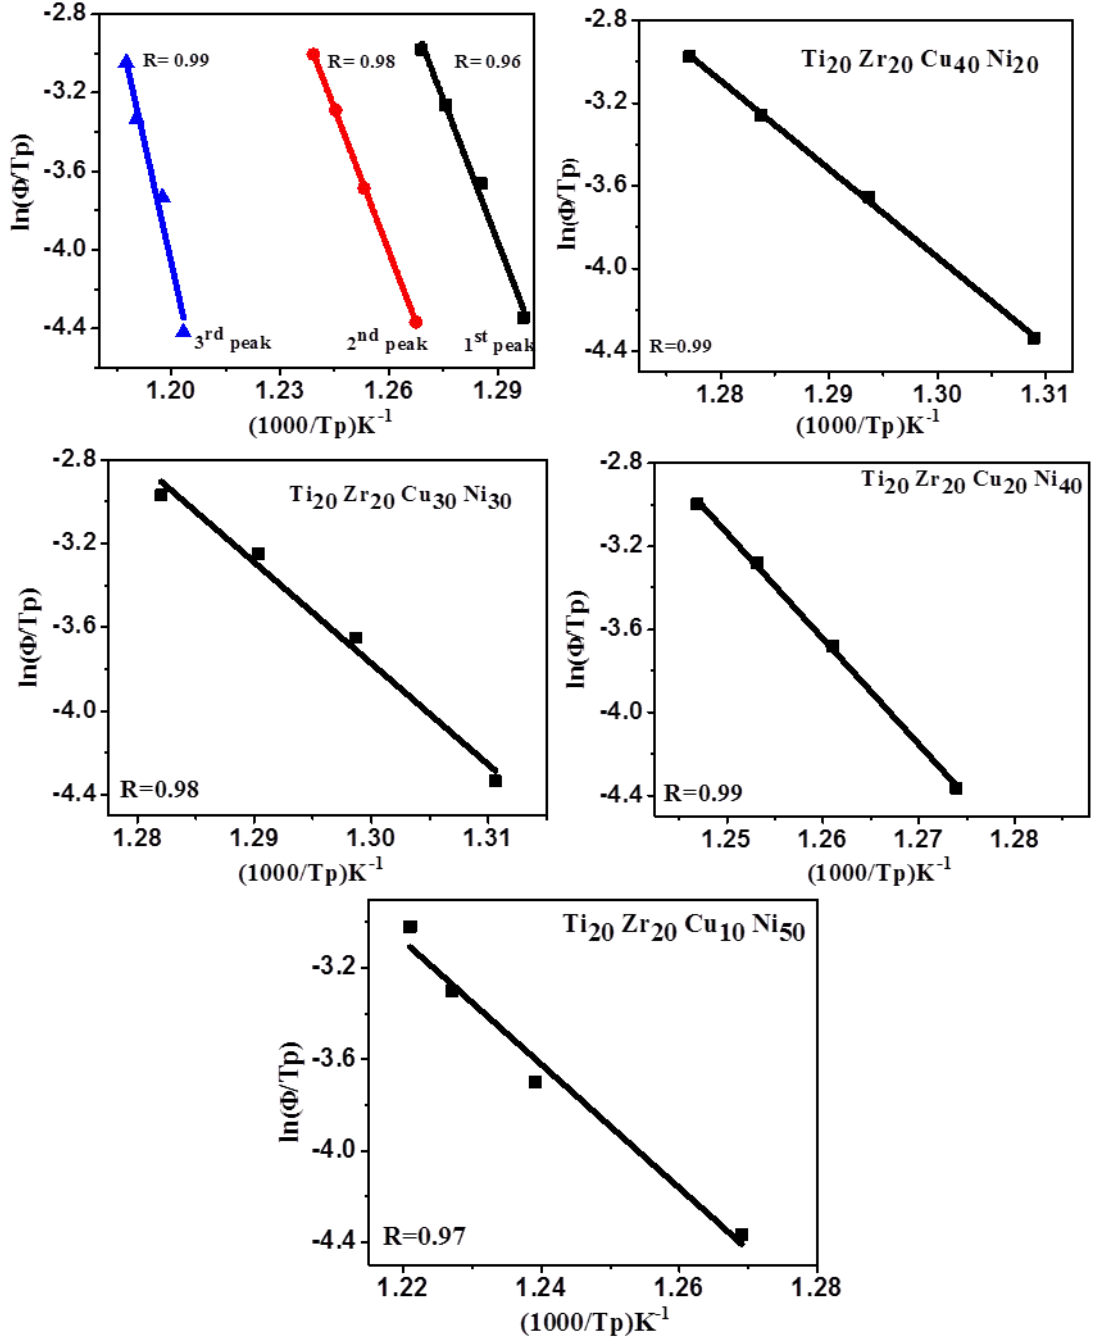 -2.8
-3.2
-3.6
-4.0
-4.4
ln(Φ/Tp)
R= 0.99
R= 0.98
R= 0.96
3rd peak
2nd peak
1st peak
1.20
1.23
1.26
1.29
(1000/Tp)K-1
-2.8
-3.2
-3.6
-4.0
-4.4
ln(Φ/Tp)
Ti20 Zr20 Cu40 Ni20
R=0.99
1.28
1.29
1.30
1.31
(1000/Tp)K-1
-2.8
-3.2
-3.6
-4.0
-4.4
ln(Φ/Tp)
Ti20 Zr20 Cu30 Ni30
R=0.98
1.28
1.29
1.30
1.31
(1000/Tp)K-1
-2.8
-3.2
-3.6
-4.0
-4.4
ln(Φ/Tp)
Ti20 Zr20 Cu20 Ni40
R=0.99
1.25
1.26
1.27
1.28
(1000/Tp)K-1
-3.2
-3.6
-4.0
-4.4
ln(Φ/Tp)
Ti20 Zr20 Cu10 Ni50
R=0.97
1.22
1.24
1.26
1.28
(1000/Tp)K-1